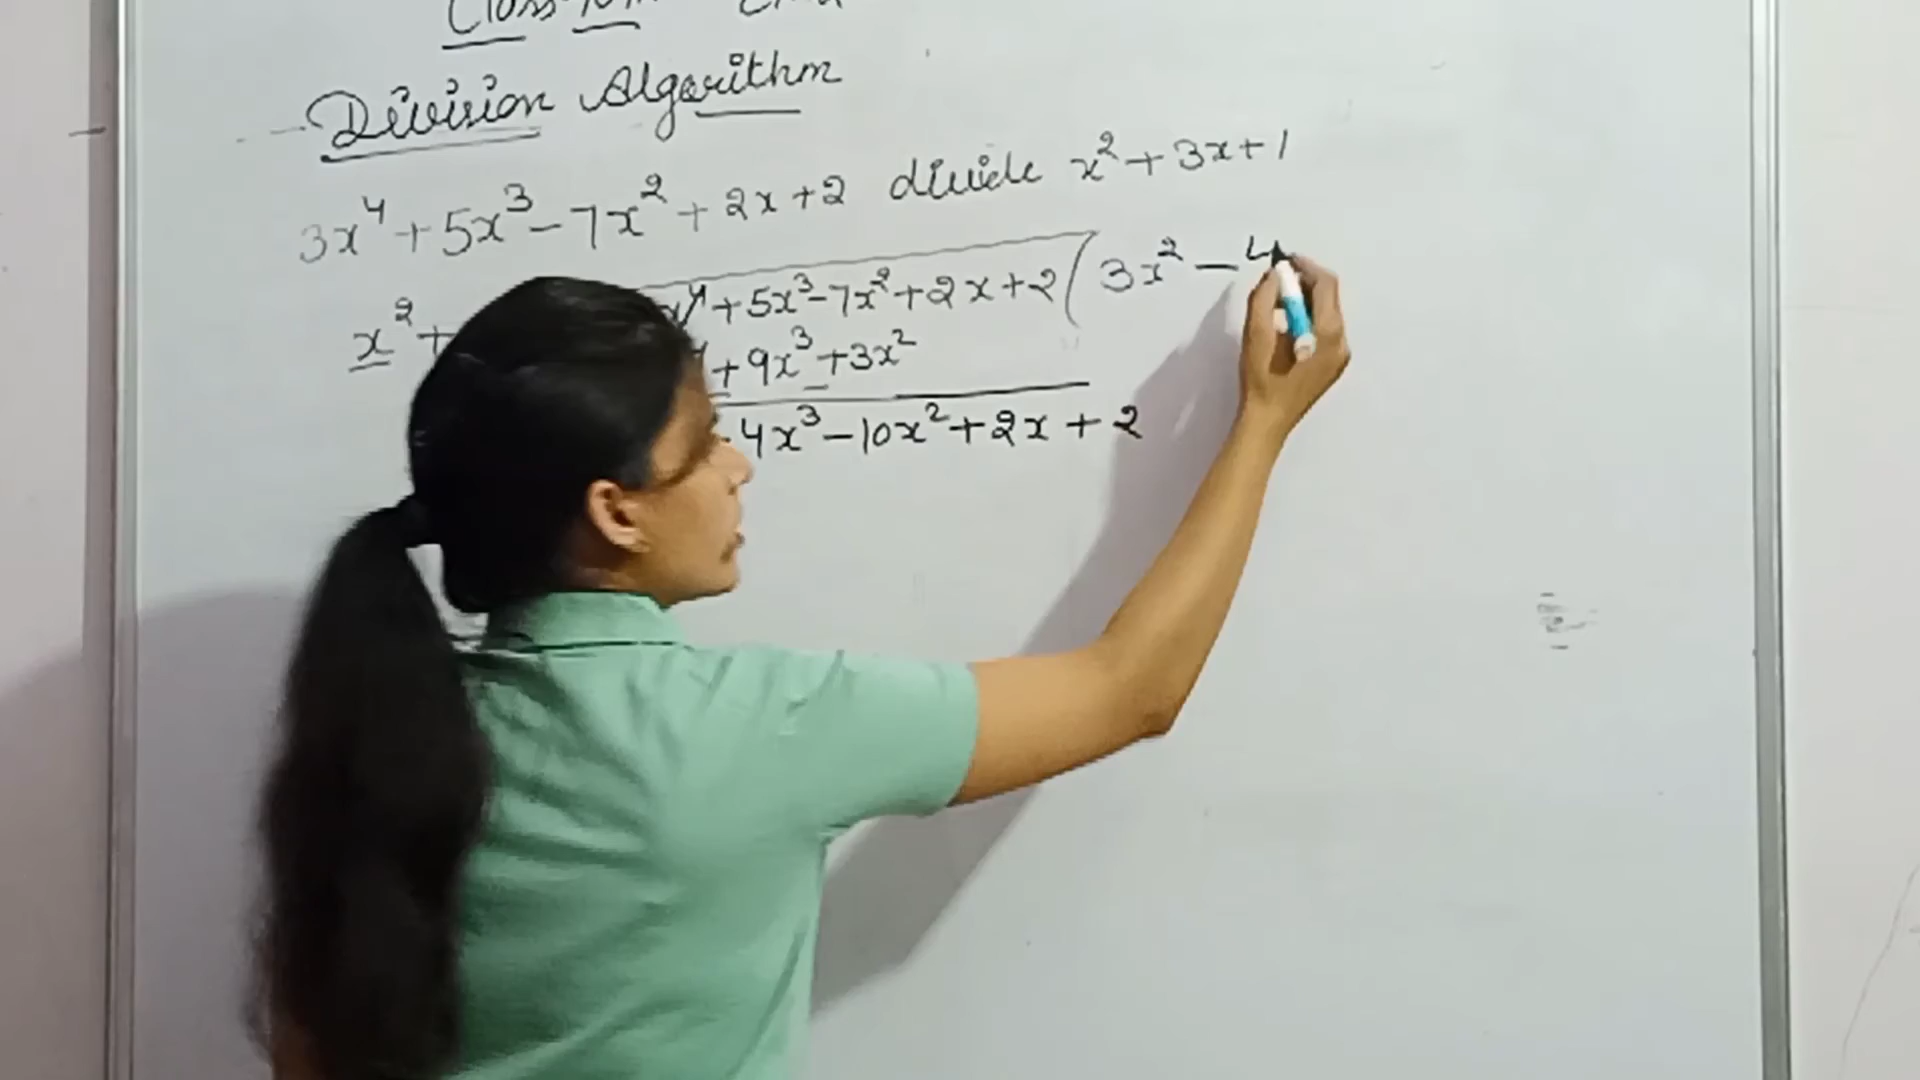 Division Algorithm
3x⁴ + 5x³ - 7x² + 2x + 2 divide x² + 3x + 1
x² + x⁴ + 5x³ - 7x² + 2x + 2 ( 3x² - 4
+ 9x³ + 3x²
- 4x³ - 10x² + 2x + 2